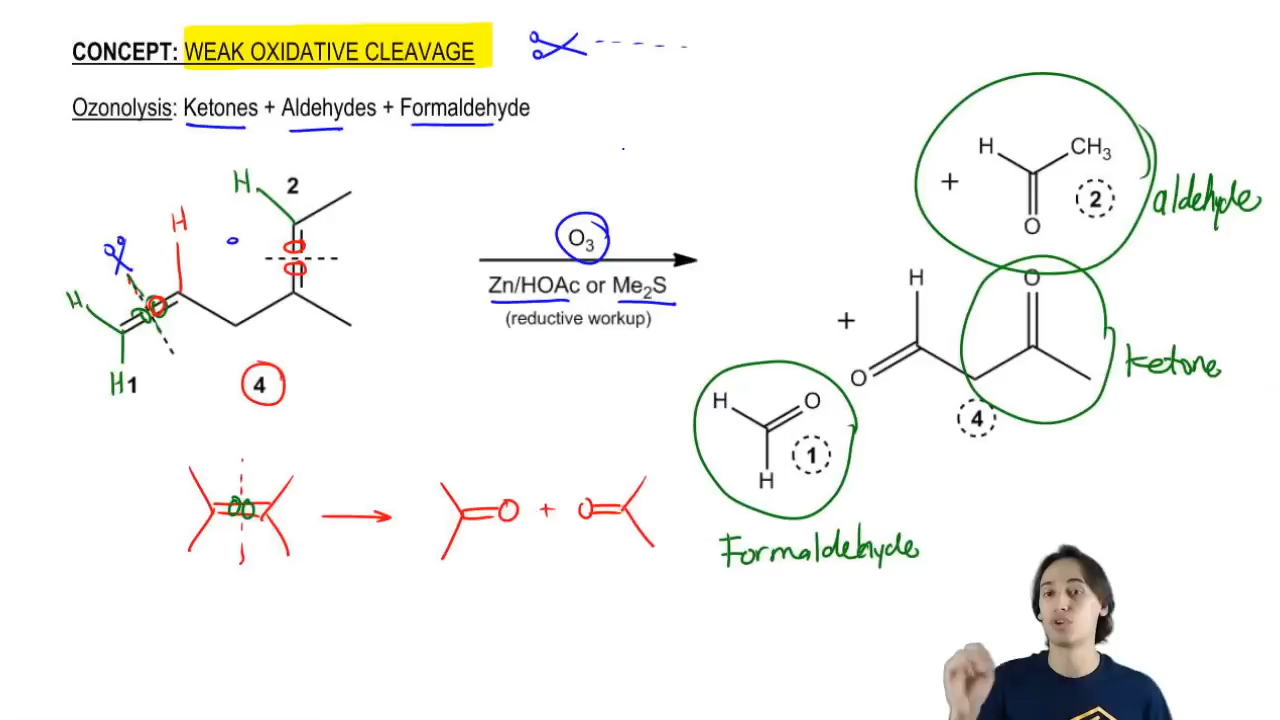 CONCEPT: WEAK OXIDATIVE CLEAVAGE
Ozonolysis: Ketones + Aldehydes + Formaldehyde
H 2
H
H
H 1
4
O O
O O
O3
Zn/HOAc or Me2S
(reductive workup)
+ H CH3
O
2
aldehyde
+ H O
O
4
Ketone
H O
H
1
Formaldehyde
OO
O + O